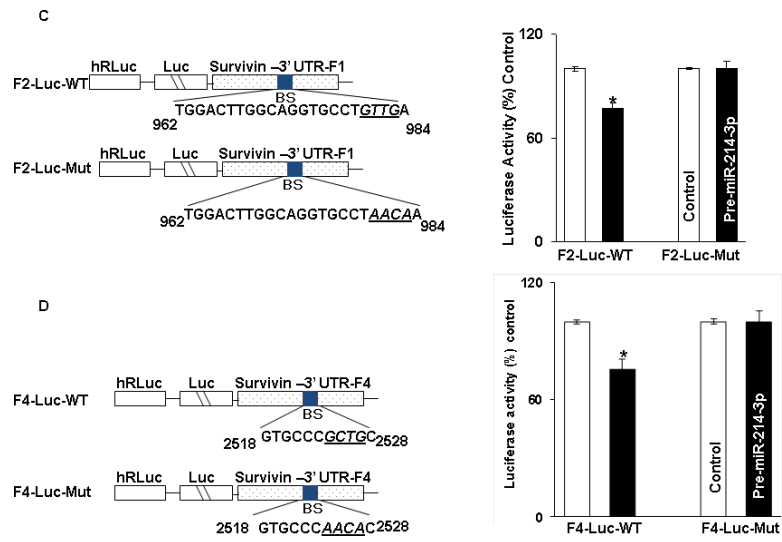 C
hRLuc Luc Survivin –3' UTR-F1
F2-Luc-WT
BS
TGGACTTGGCAGGTGCCTGTTGA
962 984
hRLuc Luc Survivin –3' UTR-F1
F2-Luc-Mut
BS
TGGACTTGGCAGGTGCCTAACAA
962 984
Luciferase Activity (%) Control
120
60
0
*
Control
Pre-miR-214-3p
F2-Luc-WT F2-Luc-Mut
D
hRLuc Luc Survivin –3' UTR-F4
F4-Luc-WT
BS
2518 GTGCCCGCTGC 2528
hRLuc Luc Survivin –3' UTR-F4
F4-Luc-Mut
BS
2518 GTGCCCAACAC 2528
Luciferase activity (%) control
120
60
0
*
Control
Pre-miR-214-3p
F4-Luc-WT F4-Luc-Mut